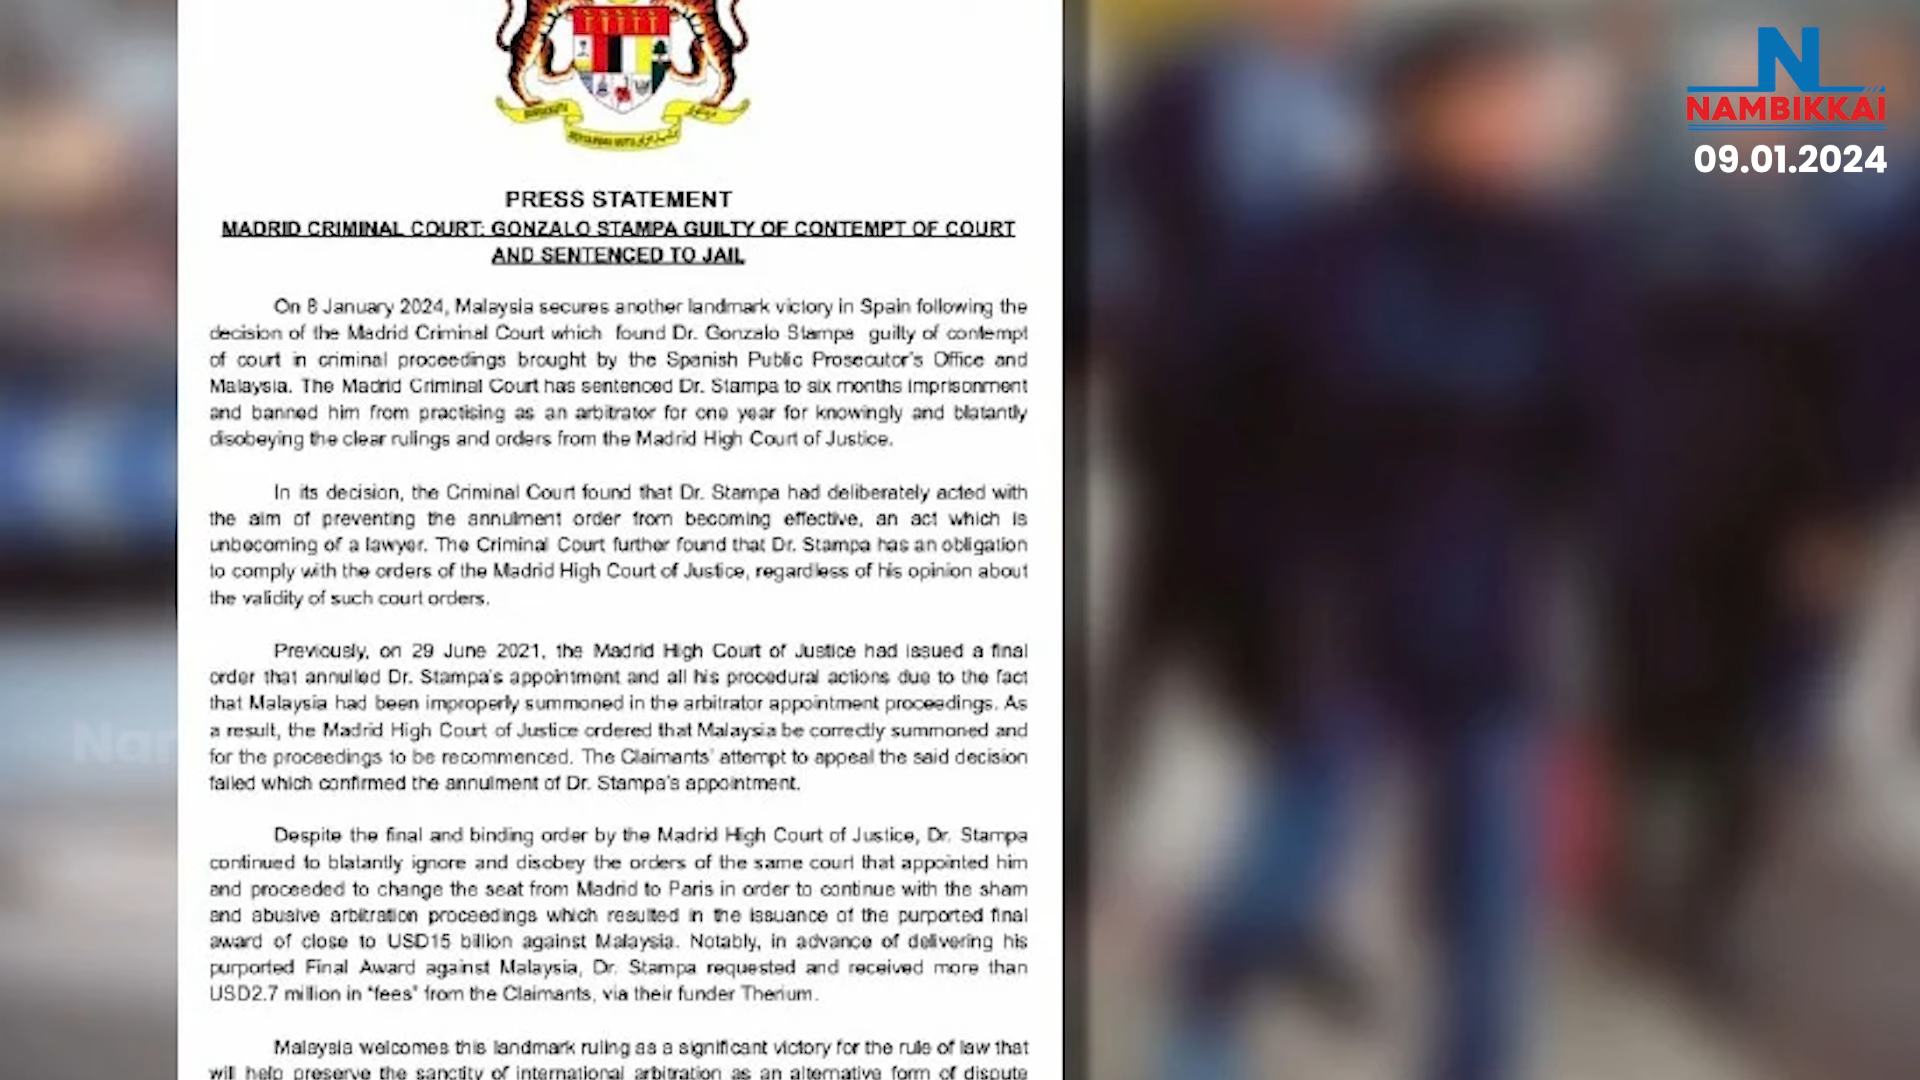 N
NAMBIKKAI
09.01.2024
PRESS STATEMENT
MADRID CRIMINAL COURT: GONZALO STAMPA GUILTY OF CONTEMPT OF COURT
AND SENTENCED TO JAIL
On 8 January 2024, Malaysia secures another landmark victory in Spain following the
decision of the Madrid Criminal Court which found Dr. Gonzalo Stampa guilty of contempt
of court in criminal proceedings brought by the Spanish Public Prosecutor's Office and
Malaysia. The Madrid Criminal Court has sentenced Dr. Stampa to six months imprisonment
and banned him from practising as an arbitrator for one year for knowingly and blatantly
disobeying the clear rulings and orders from the Madrid High Court of Justice.
In its decision, the Criminal Court found that Dr. Stampa had deliberately acted with
the aim of preventing the annulment order from becoming effective, an act which is
unbecoming of a lawyer. The Criminal Court further found that Dr. Stampa has an obligation
to comply with the orders of the Madrid High Court of Justice, regardless of his opinion about
the validity of such court orders.
Previously, on 29 June 2021, the Madrid High Court of Justice had issued a final
order that annulled Dr. Stampa's appointment and all his procedural actions due to the fact
that Malaysia had been improperly summoned in the arbitrator appointment proceedings. As
a result, the Madrid High Court of Justice ordered that Malaysia be correctly summoned and
for the proceedings to be recommenced. The Claimants' attempt to appeal the said decision
failed which confirmed the annulment of Dr. Stampa's appointment.
Despite the final and binding order by the Madrid High Court of Justice, Dr. Stampa
continued to blatantly ignore and disobey the orders of the same court that appointed him
and proceeded to change the seat from Madrid to Paris in order to continue with the sham
and abusive arbitration proceedings which resulted in the issuance of the purported final
award of close to USD15 billion against Malaysia. Notably, in advance of delivering his
purported Final Award against Malaysia, Dr. Stampa requested and received more than
USD2.7 million in "fees" from the Claimants, via their funder Therium.
Malaysia welcomes this landmark ruling as a significant victory for the rule of law that
will help preserve the sanctity of international arbitration as an alternative form of dispute